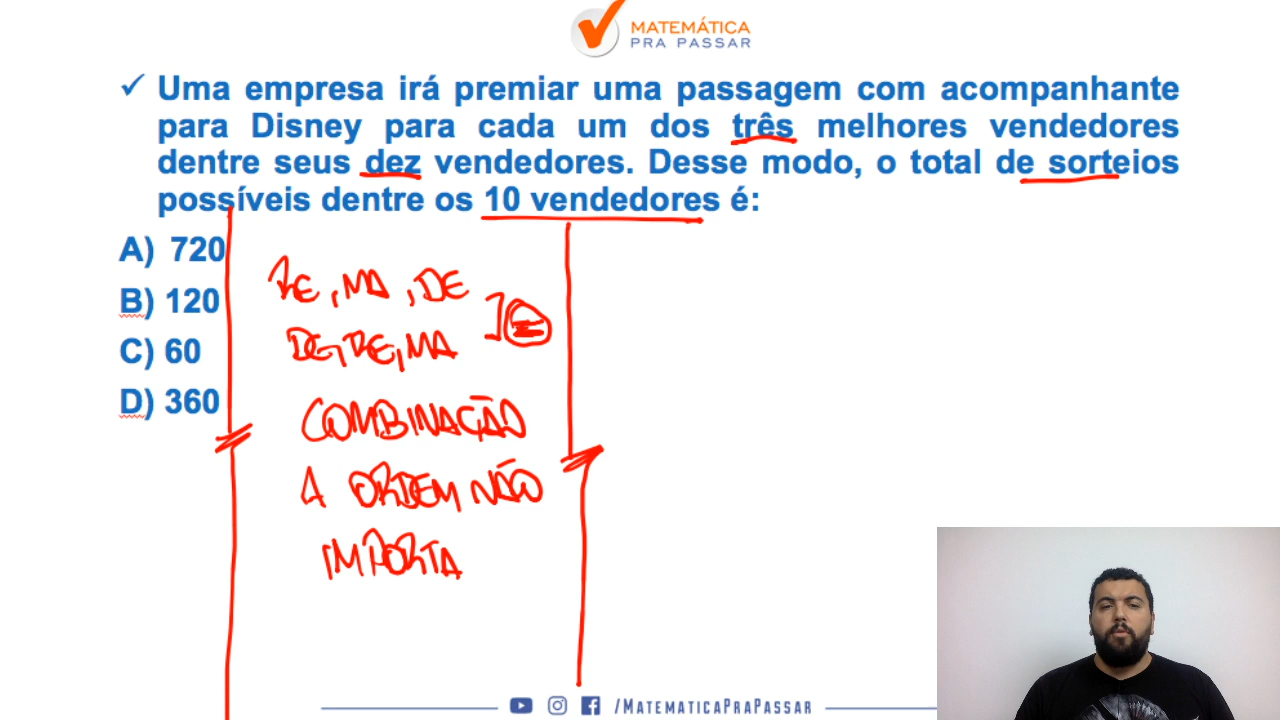 MATEMÁTICA
PRA PASSAR
✓ Uma empresa irá premiar uma passagem com acompanhante
para Disney para cada um dos três melhores vendedores
dentre seus dez vendedores. Desse modo, o total de sorteios
possíveis dentre os 10 vendedores é:
A) 720
B) 120
C) 60
D) 360
RE, MA, DE
DE, RE, MA
=
COMBINAÇÃO
A ORDEM NÃO
IMPORTA
/MATEMATICAPRAPASSAR